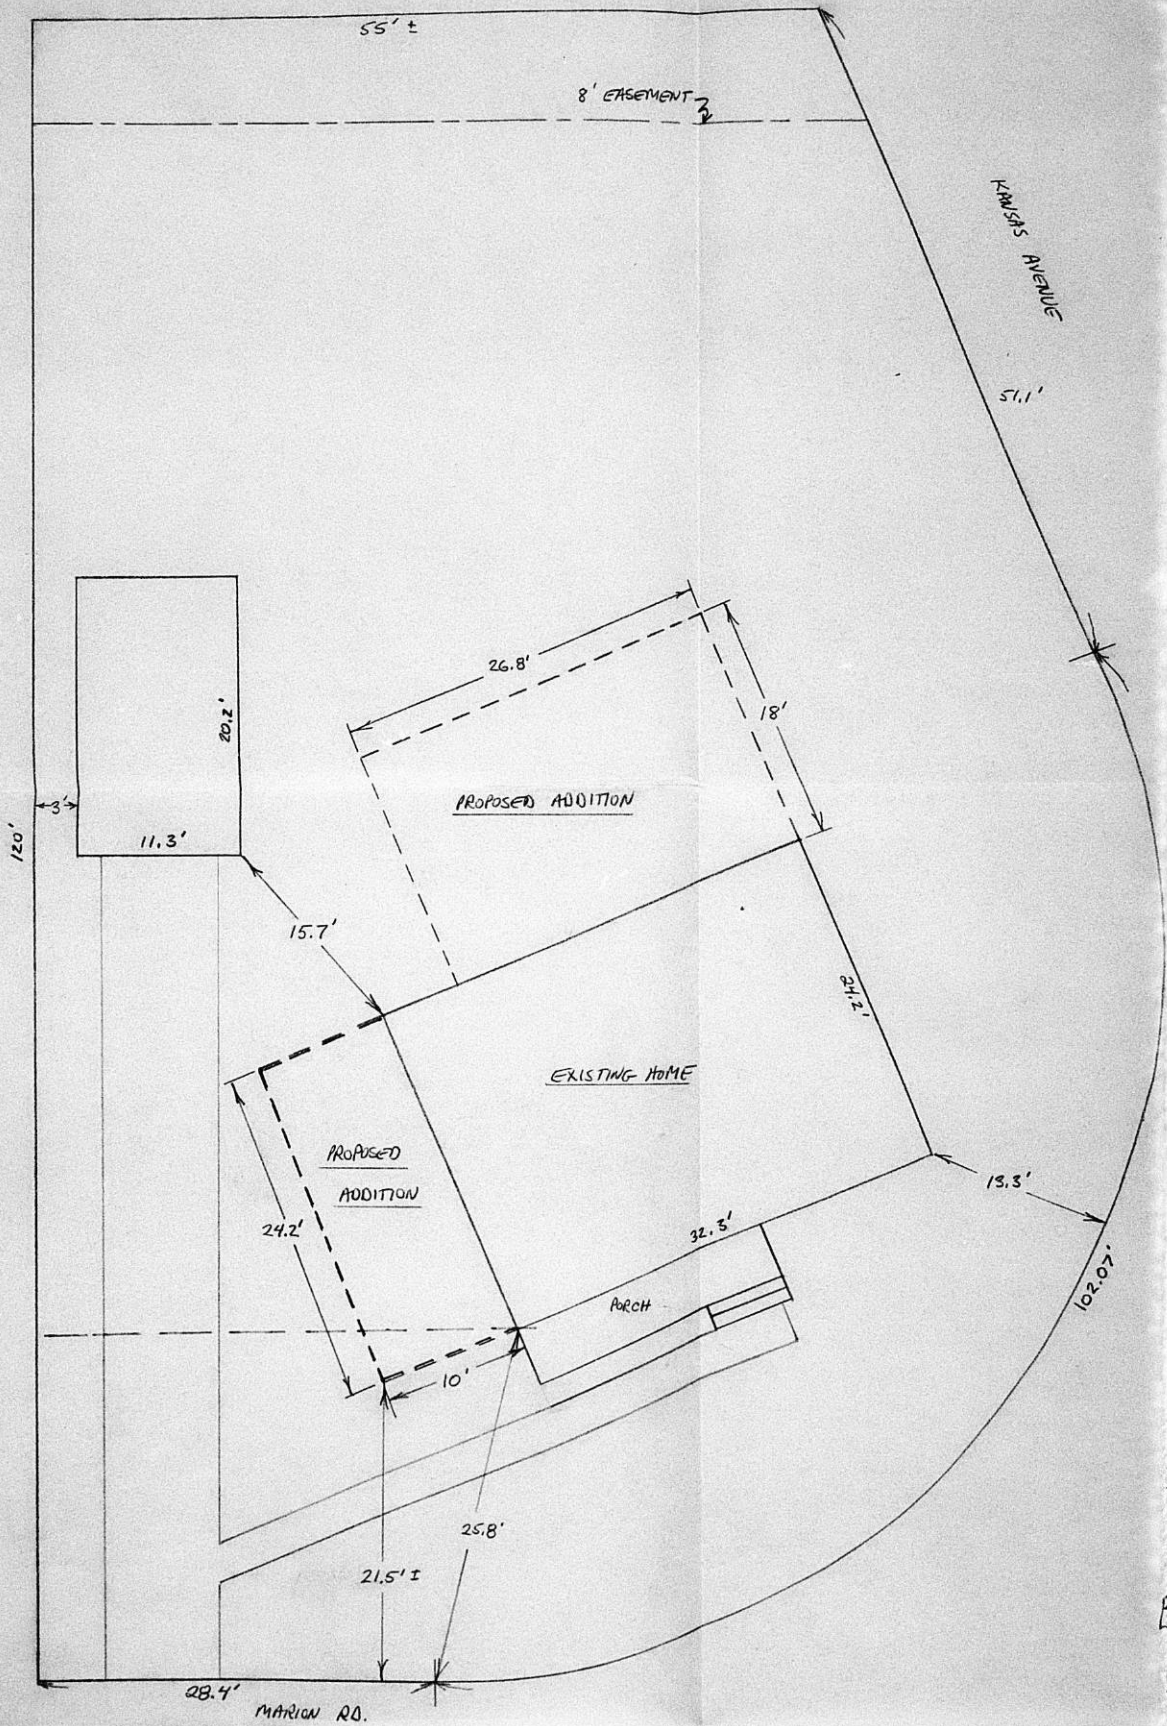 55' ±
8' EASEMENT
KANSAS AVENUE
51.1'
26.8'
18'
20.2'
PROPOSED ADDITION
3'
120'
11.3'
15.7'
24.2'
EXISTING HOME
PROPOSED
ADDITION
13.3'
24.2'
32.3'
102.07'
PORCH
10'
25.8'
21.5' ±
28.4'
MARION RD.